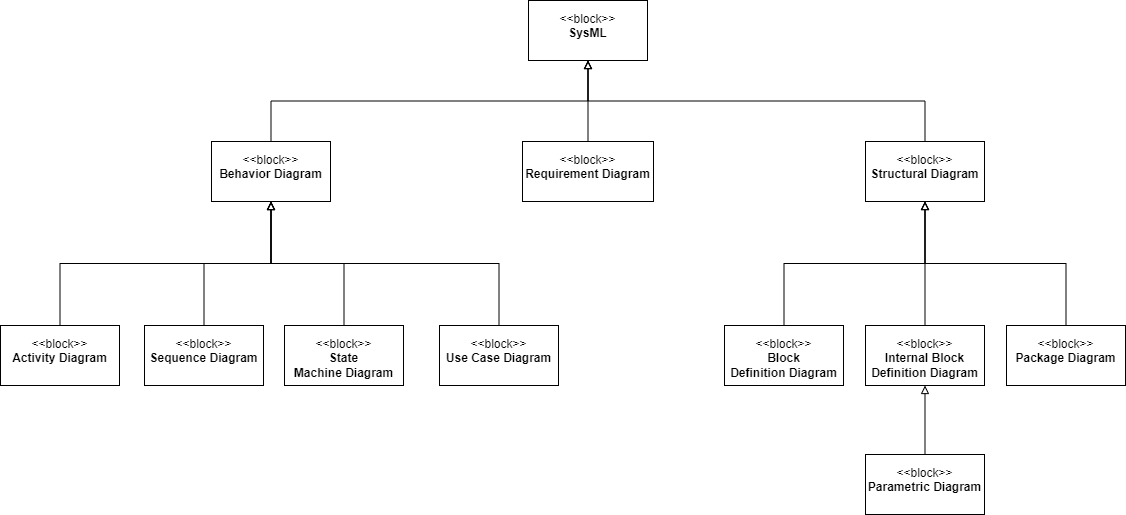 <<block>>
SysML
<<block>>
Behavior Diagram
<<block>>
Requirement Diagram
<<block>>
Structural Diagram
<<block>>
Activity Diagram
<<block>>
Sequence Diagram
<<block>>
State
Machine Diagram
<<block>>
Use Case Diagram
<<block>>
Block
Definition Diagram
<<block>>
Internal Block
Definition Diagram
<<block>>
Package Diagram
<<block>>
Parametric Diagram